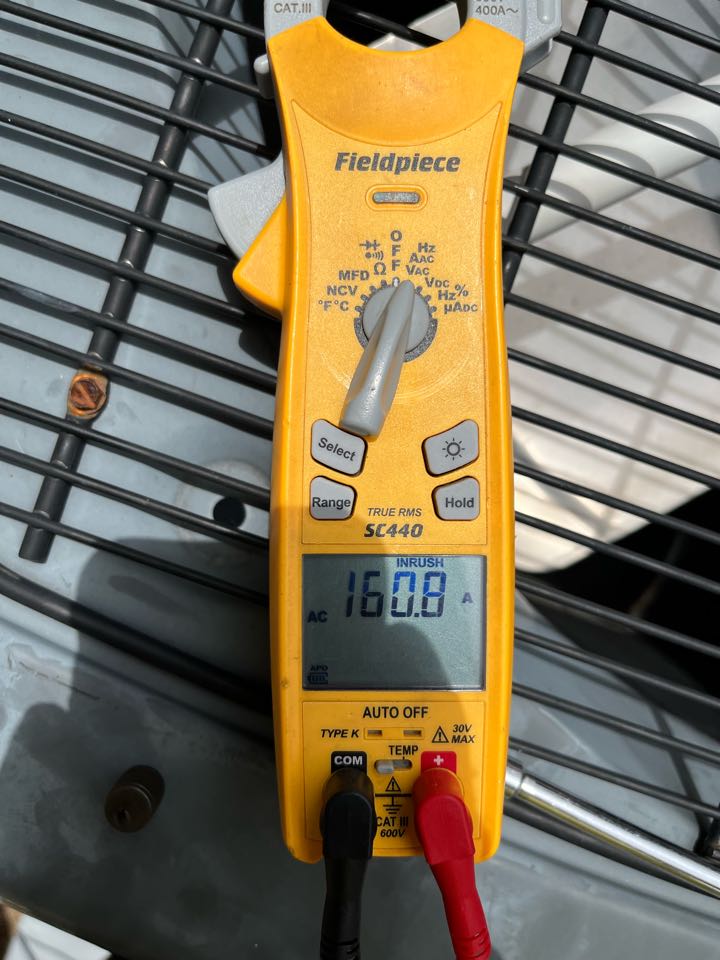 CAT.III
400A~
Fieldpiece
OFF
Hz
AAC
VAC
Ω
MFD
VDC
NCV
Hz%
°F°C
µADC
Select
Range
Hold
TRUE RMS
SC440
INRUSH
AC 160.8 A
APO
AUTO OFF
TYPE K
30V
MAX
TEMP
COM
+
CAT III
600V